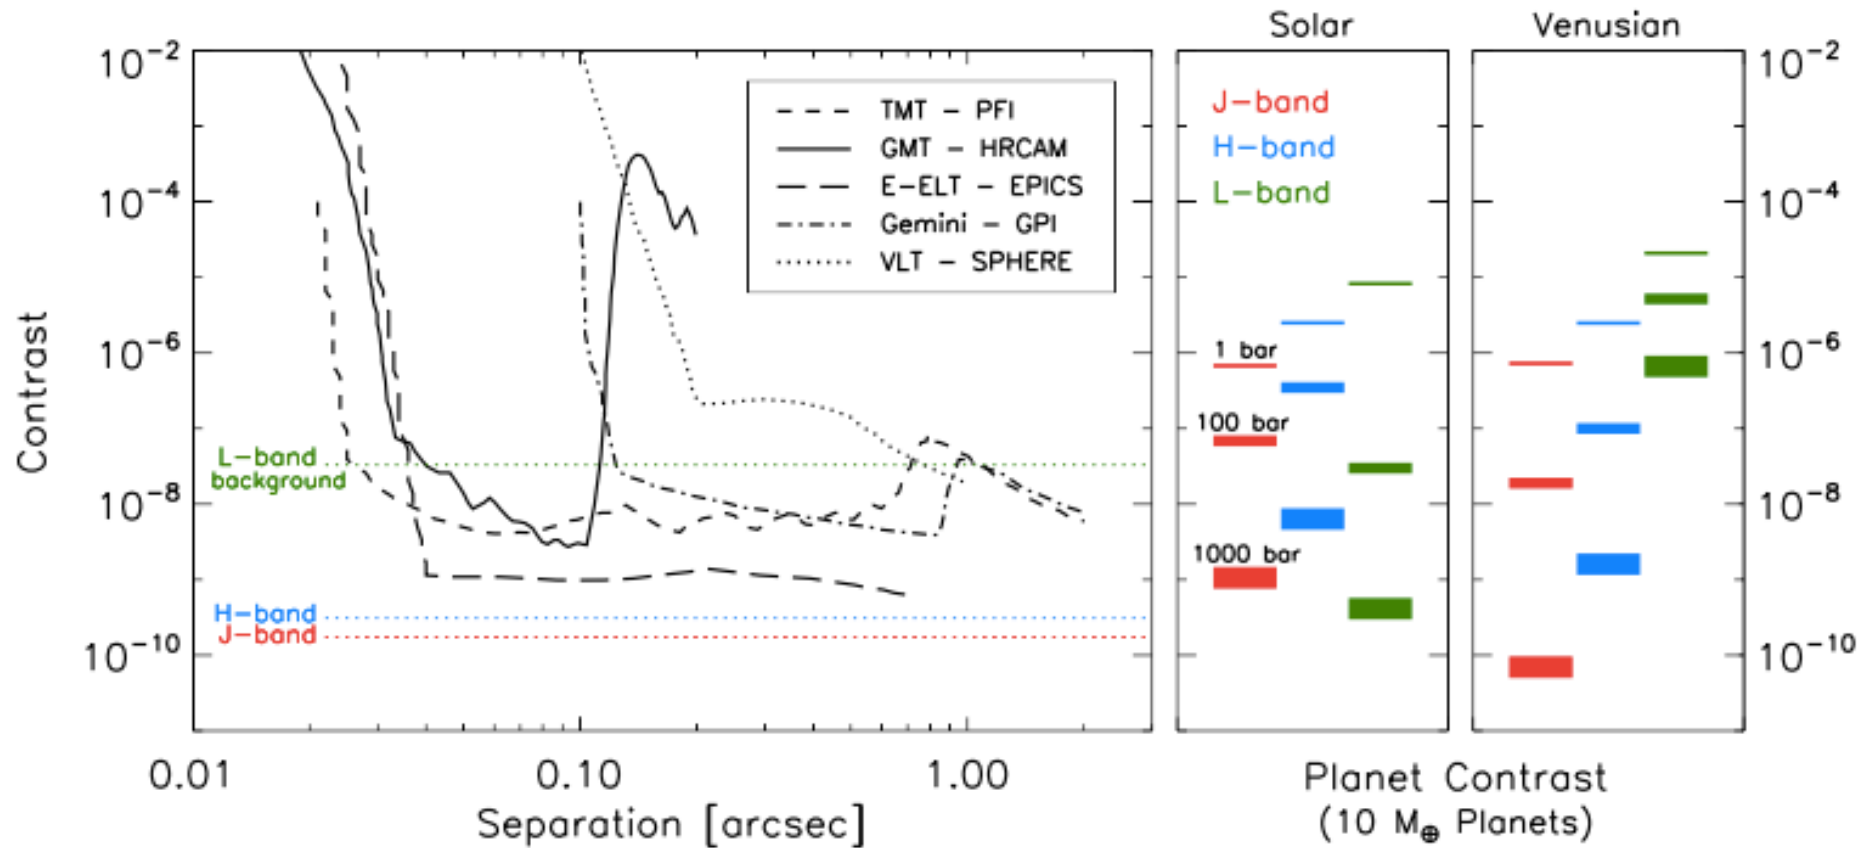 Solar
Venusian
10⁻²
10⁻⁴
10⁻⁶
10⁻⁸
10⁻¹⁰
Contrast
TMT – PFI
GMT – HRCAM
E–ELT – EPICS
Gemini – GPI
VLT – SPHERE
L–band
background
H–band
J–band
0.01
0.10
1.00
Separation [arcsec]
J–band
H–band
L–band
1 bar
100 bar
1000 bar
10⁻²
10⁻⁴
10⁻⁶
10⁻⁸
10⁻¹⁰
Planet Contrast
(10 M⊕ Planets)